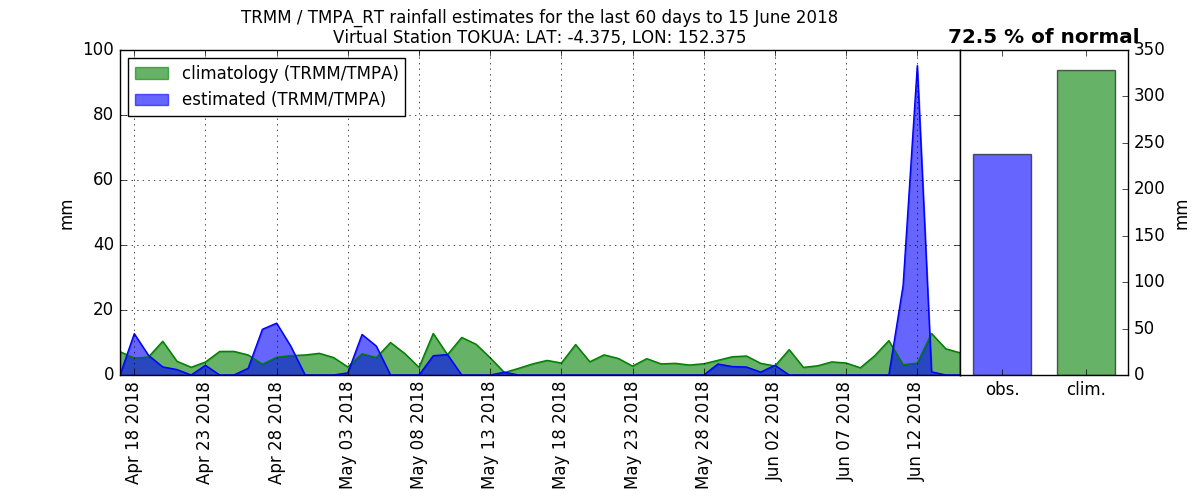 TRMM / TMPA_RT rainfall estimates for the last 60 days to 15 June 2018
Virtual Station TOKUA: LAT: -4.375, LON: 152.375
72.5 % of normal
climatology (TRMM/TMPA)
estimated (TRMM/TMPA)
100
80
60
40
20
0
mm
Apr 18 2018
Apr 23 2018
Apr 28 2018
May 03 2018
May 08 2018
May 13 2018
May 18 2018
May 23 2018
May 28 2018
Jun 02 2018
Jun 07 2018
Jun 12 2018
obs.
clim.
350
300
250
200
150
100
50
0
mm